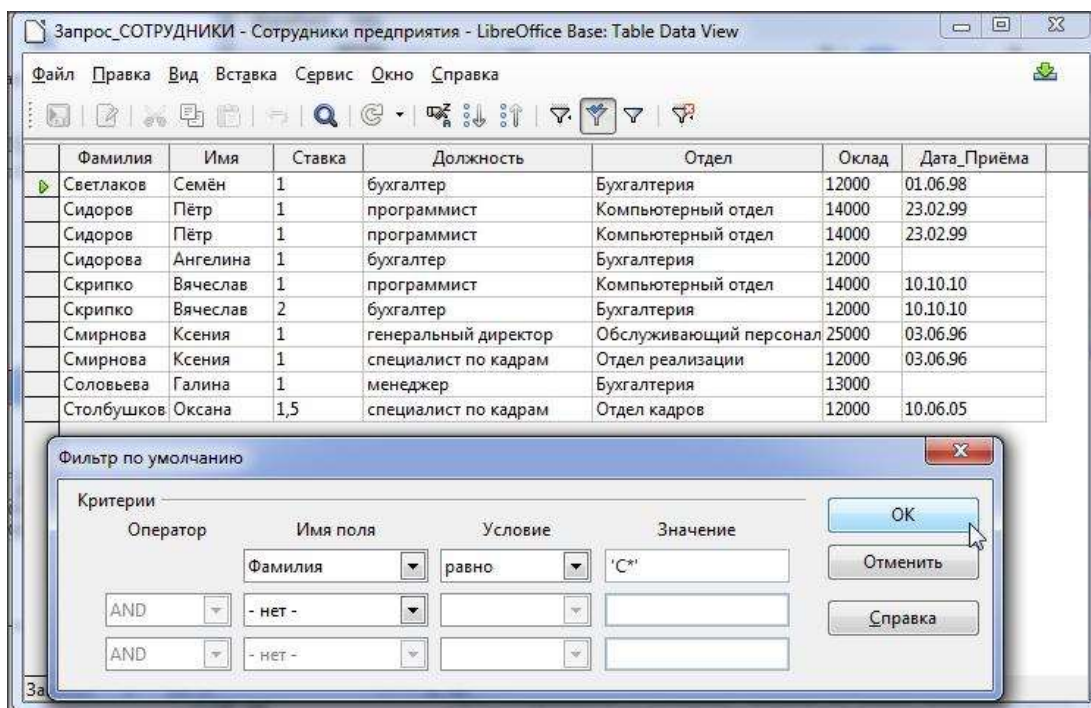 Запрос_СОТРУДНИКИ - Сотрудники предприятия - LibreOffice Base: Table Data View
Файл Правка Вид Вставка Сервис Окно Справка
Фамилия Имя Ставка Должность Отдел Оклад Дата_Приёма
Светлаков Семён 1 бухгалтер Бухгалтерия 12000 01.06.98
Сидоров Пётр 1 программист Компьютерный отдел 14000 23.02.99
Сидоров Пётр 1 программист Компьютерный отдел 14000 23.02.99
Сидорова Ангелина 1 бухгалтер Бухгалтерия 12000
Скрипко Вячеслав 1 программист Компьютерный отдел 14000 10.10.10
Скрипко Вячеслав 2 бухгалтер Бухгалтерия 12000 10.10.10
Смирнова Ксения 1 генеральный директор Обслуживающий персонал 25000 03.06.96
Смирнова Ксения 1 специалист по кадрам Отдел реализации 12000 03.06.96
Соловьева Галина 1 менеджер Бухгалтерия 13000
Столбушков Оксана 1,5 специалист по кадрам Отдел кадров 12000 10.06.05
Фильтр по умолчанию
Критерии
Оператор Имя поля Условие Значение
Фамилия равно 'С*'
AND - нет -
AND - нет -
OK
Отменить
Справка
За